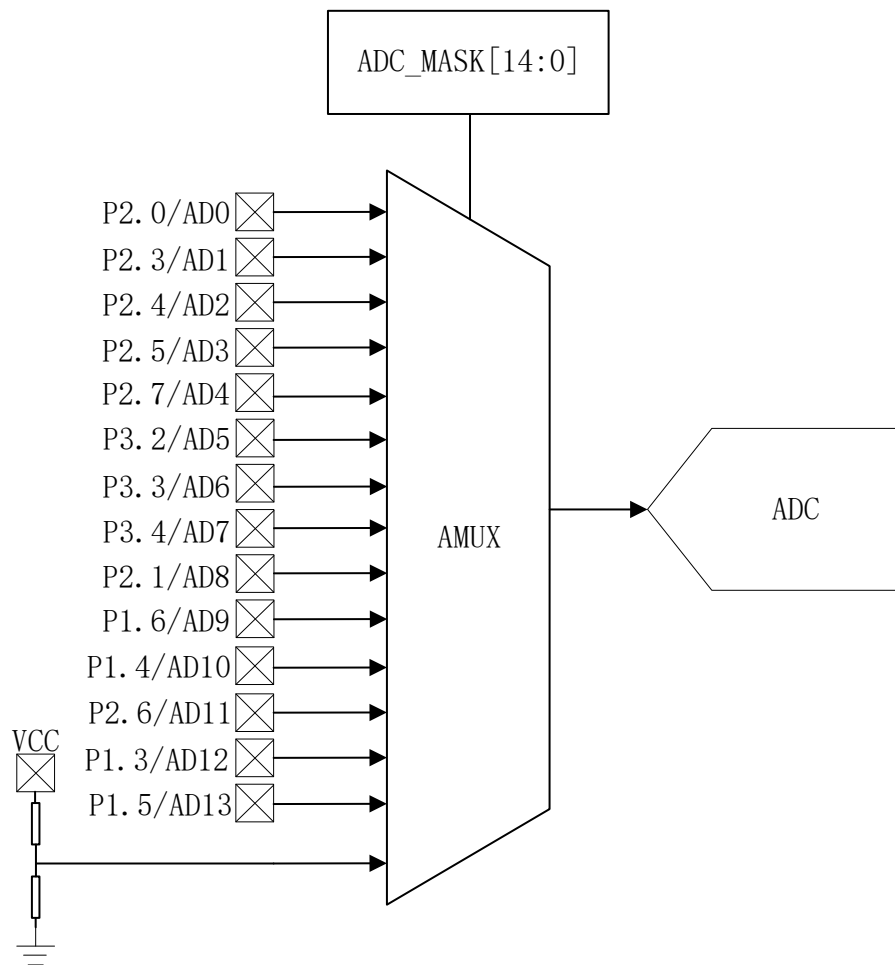 ADC_MASK[14:0]
P2.0/AD0
P2.3/AD1
P2.4/AD2
P2.5/AD3
P2.7/AD4
P3.2/AD5
P3.3/AD6
P3.4/AD7
P2.1/AD8
P1.6/AD9
P1.4/AD10
P2.6/AD11
P1.3/AD12
P1.5/AD13
VCC
AMUX
ADC